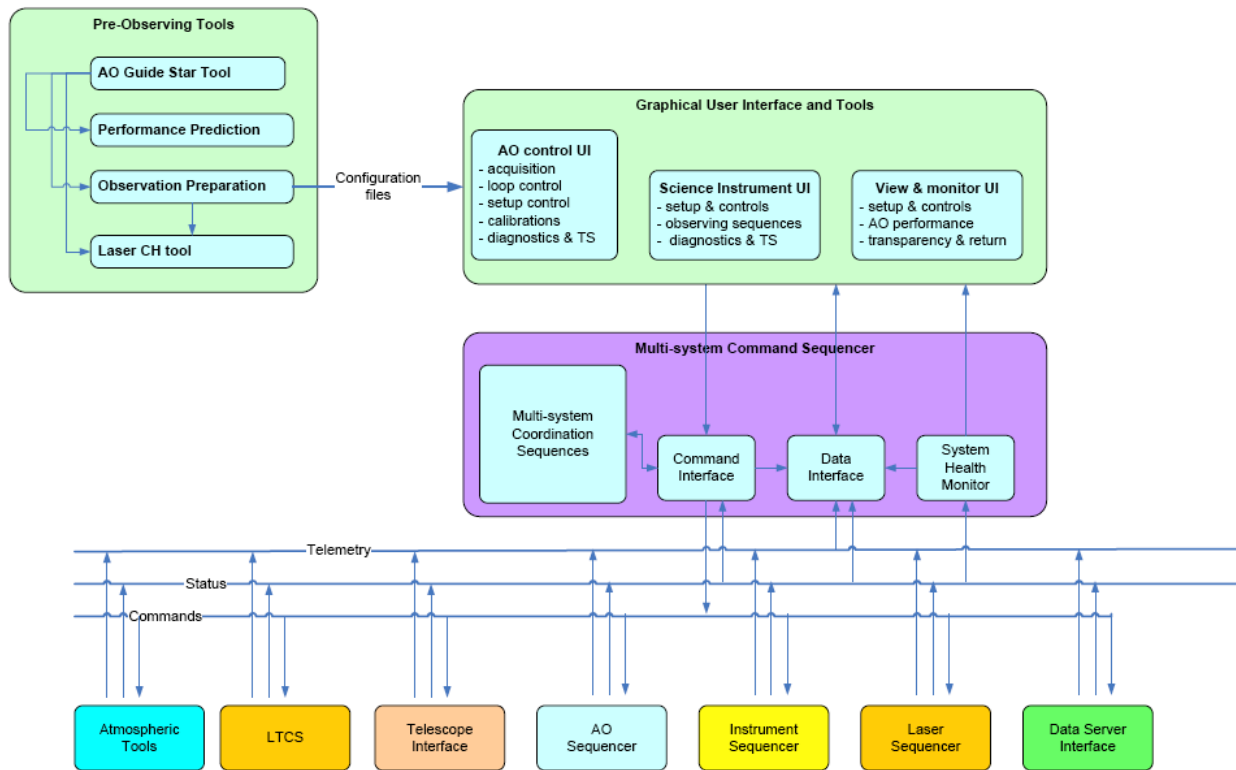 Pre-Observing Tools
AO Guide Star Tool
Performance Prediction
Observation Preparation
Laser CH tool
Configuration
files
Graphical User Interface and Tools
AO control UI
- acquisition
- loop control
- setup control
- calibrations
- diagnostics & TS
Science Instrument UI
- setup & controls
- observing sequences
- diagnostics & TS
View & monitor UI
- setup & controls
- AO performance
- transparency & return
Multi-system Command Sequencer
Multi-system
Coordination
Sequences
Command
Interface
Data
Interface
System
Health
Monitor
Telemetry
Status
Commands
Atmospheric
Tools
LTCS
Telescope
Interface
AO
Sequencer
Instrument
Sequencer
Laser
Sequencer
Data Server
Interface